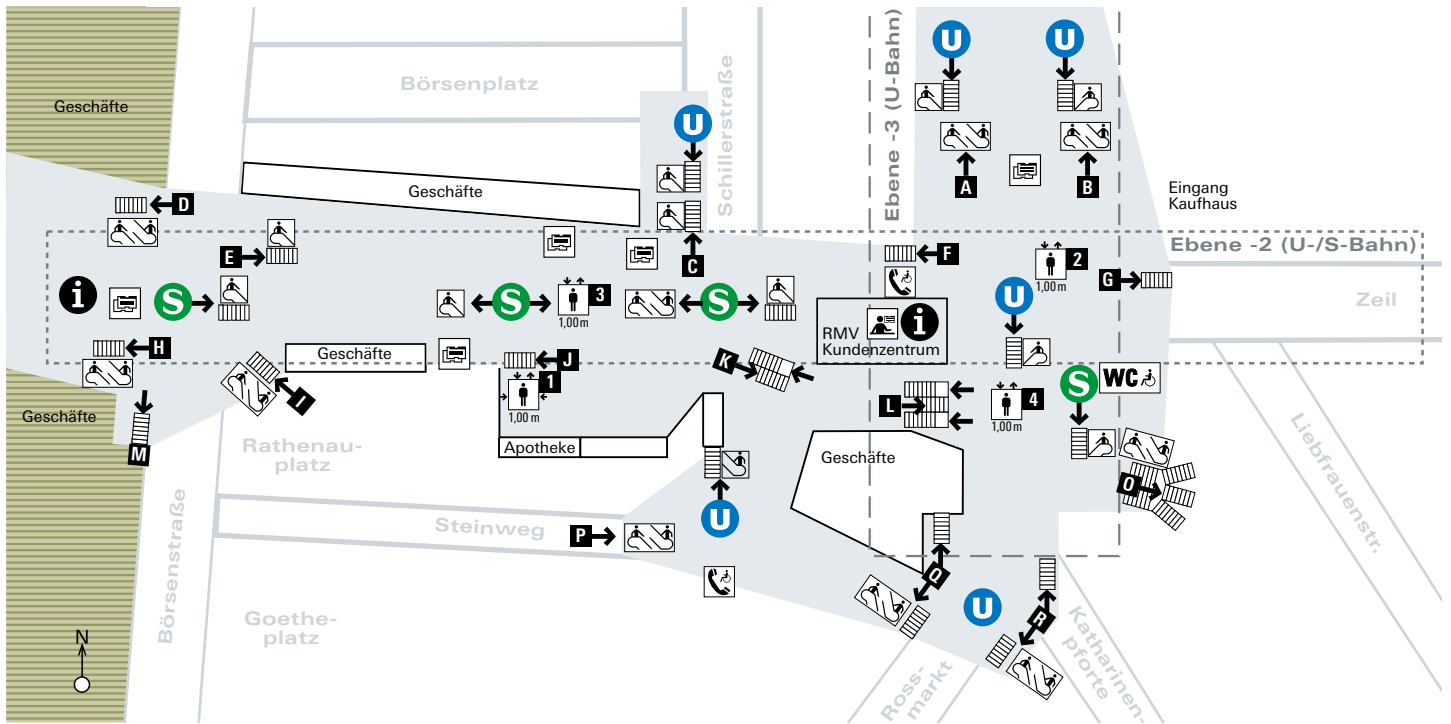 U
U
Börsenplatz
Schillerstraße
Ebene -3 (U-Bahn)
Geschäfte
U
A
B
Geschäfte
Eingang
Kaufhaus
D
E
C
F
2
1,00 m
G
Ebene -2 (U-/S-Bahn)
Zeil
i
S
S
3
1,00 m
S
U
RMV
Kundenzentrum
i
H
Geschäfte
J
1
1,00 m
K
L
4
1,00 m
S
WC
I
Geschäfte
M
Rathenau-
platz
Apotheke
Geschäfte
O
Liebfrauenstr.
Börsenstraße
Steinweg
P
U
Q
U
R
Goethe-
platz
N
Ross-
markt
Katharinen-
pforte